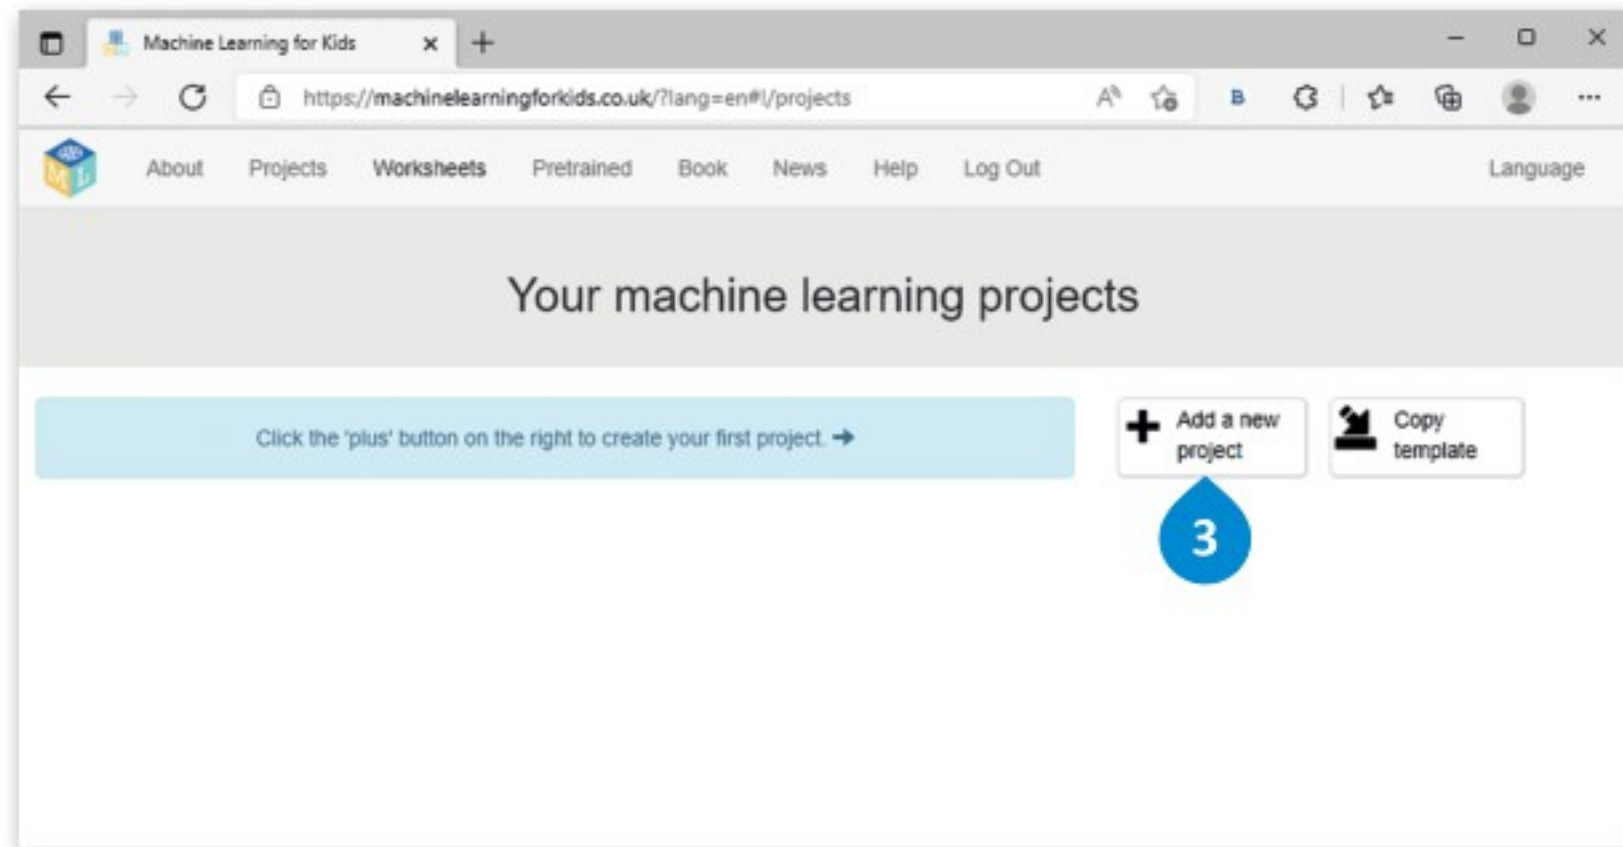 Machine Learning for Kids
https://machinelearningforkids.co.uk/?lang=en#!/projects
B
ML
About Projects Worksheets Pretrained Book News Help Log Out Language
Your machine learning projects
Click the 'plus' button on the right to create your first project.
Add a new
project
Copy
template
3